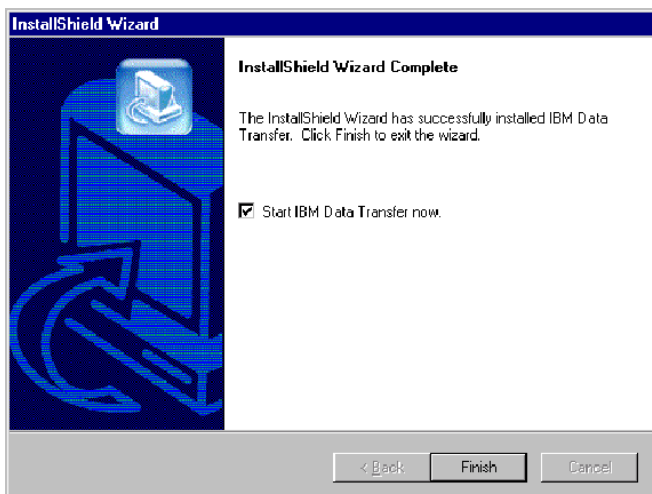 InstallShield Wizard
InstallShield Wizard Complete
The InstallShield Wizard has successfully installed IBM Data
Transfer. Click Finish to exit the wizard.
Start IBM Data Transfer now.
< Back
Finish
Cancel